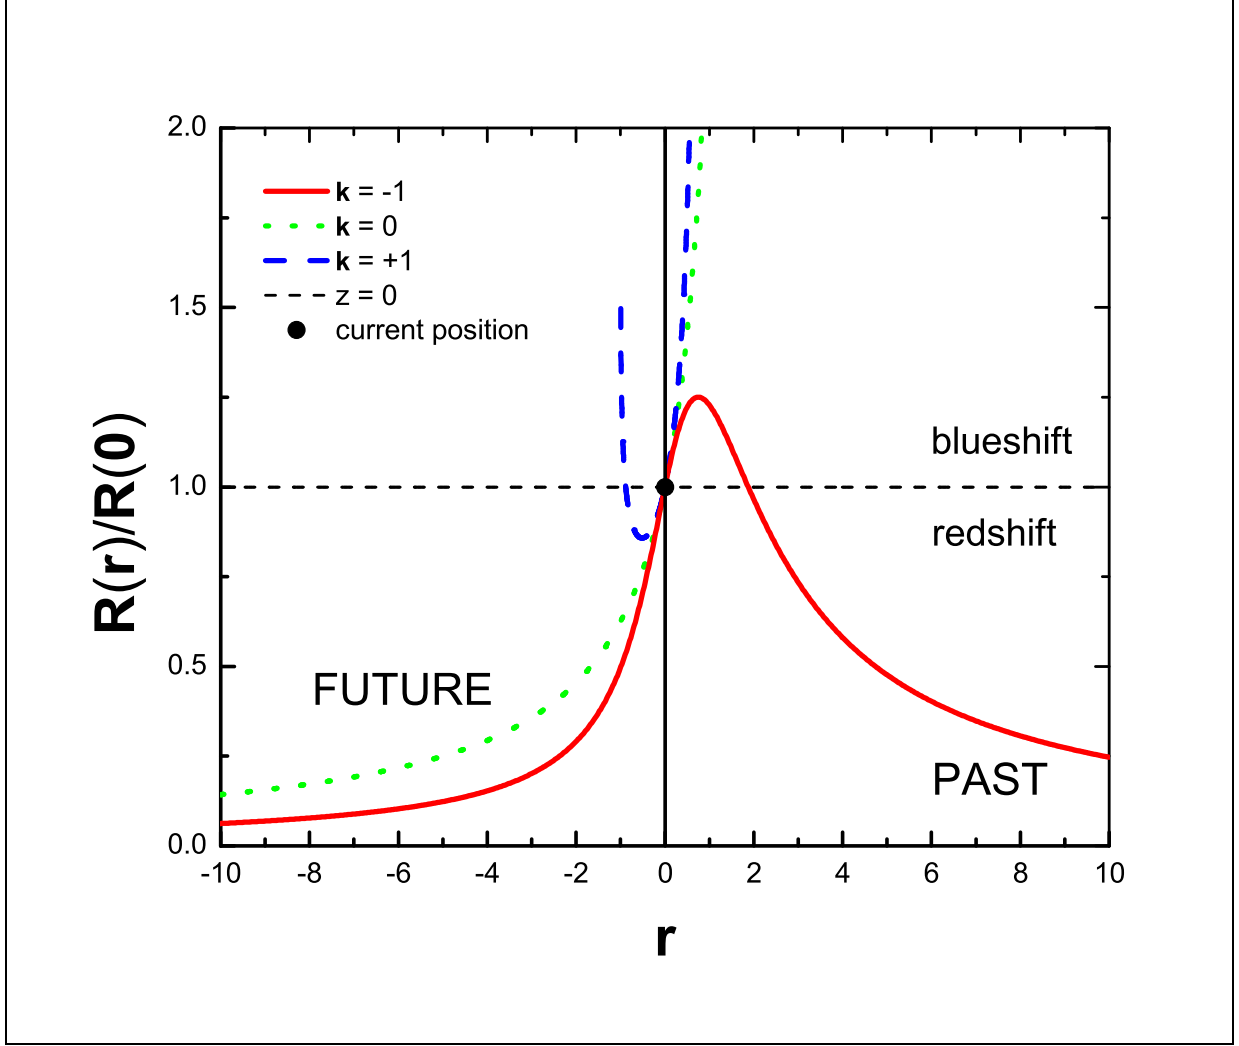 2.0
1.5
1.0
0.5
0.0
-10 -8 -6 -4 -2 0 2 4 6 8 10
R(r)/R(0)
r
k = -1
k = 0
k = +1
z = 0
current position
blueshift
redshift
FUTURE
PAST